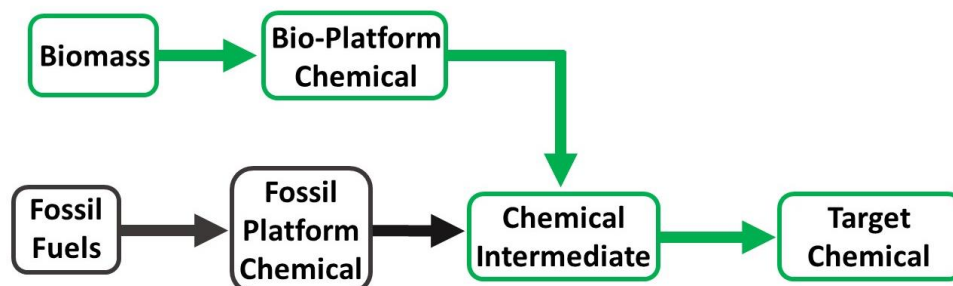 Biomass
Bio-Platform
Chemical
Fossil
Fuels
Fossil
Platform
Chemical
Chemical
Intermediate
Target
Chemical